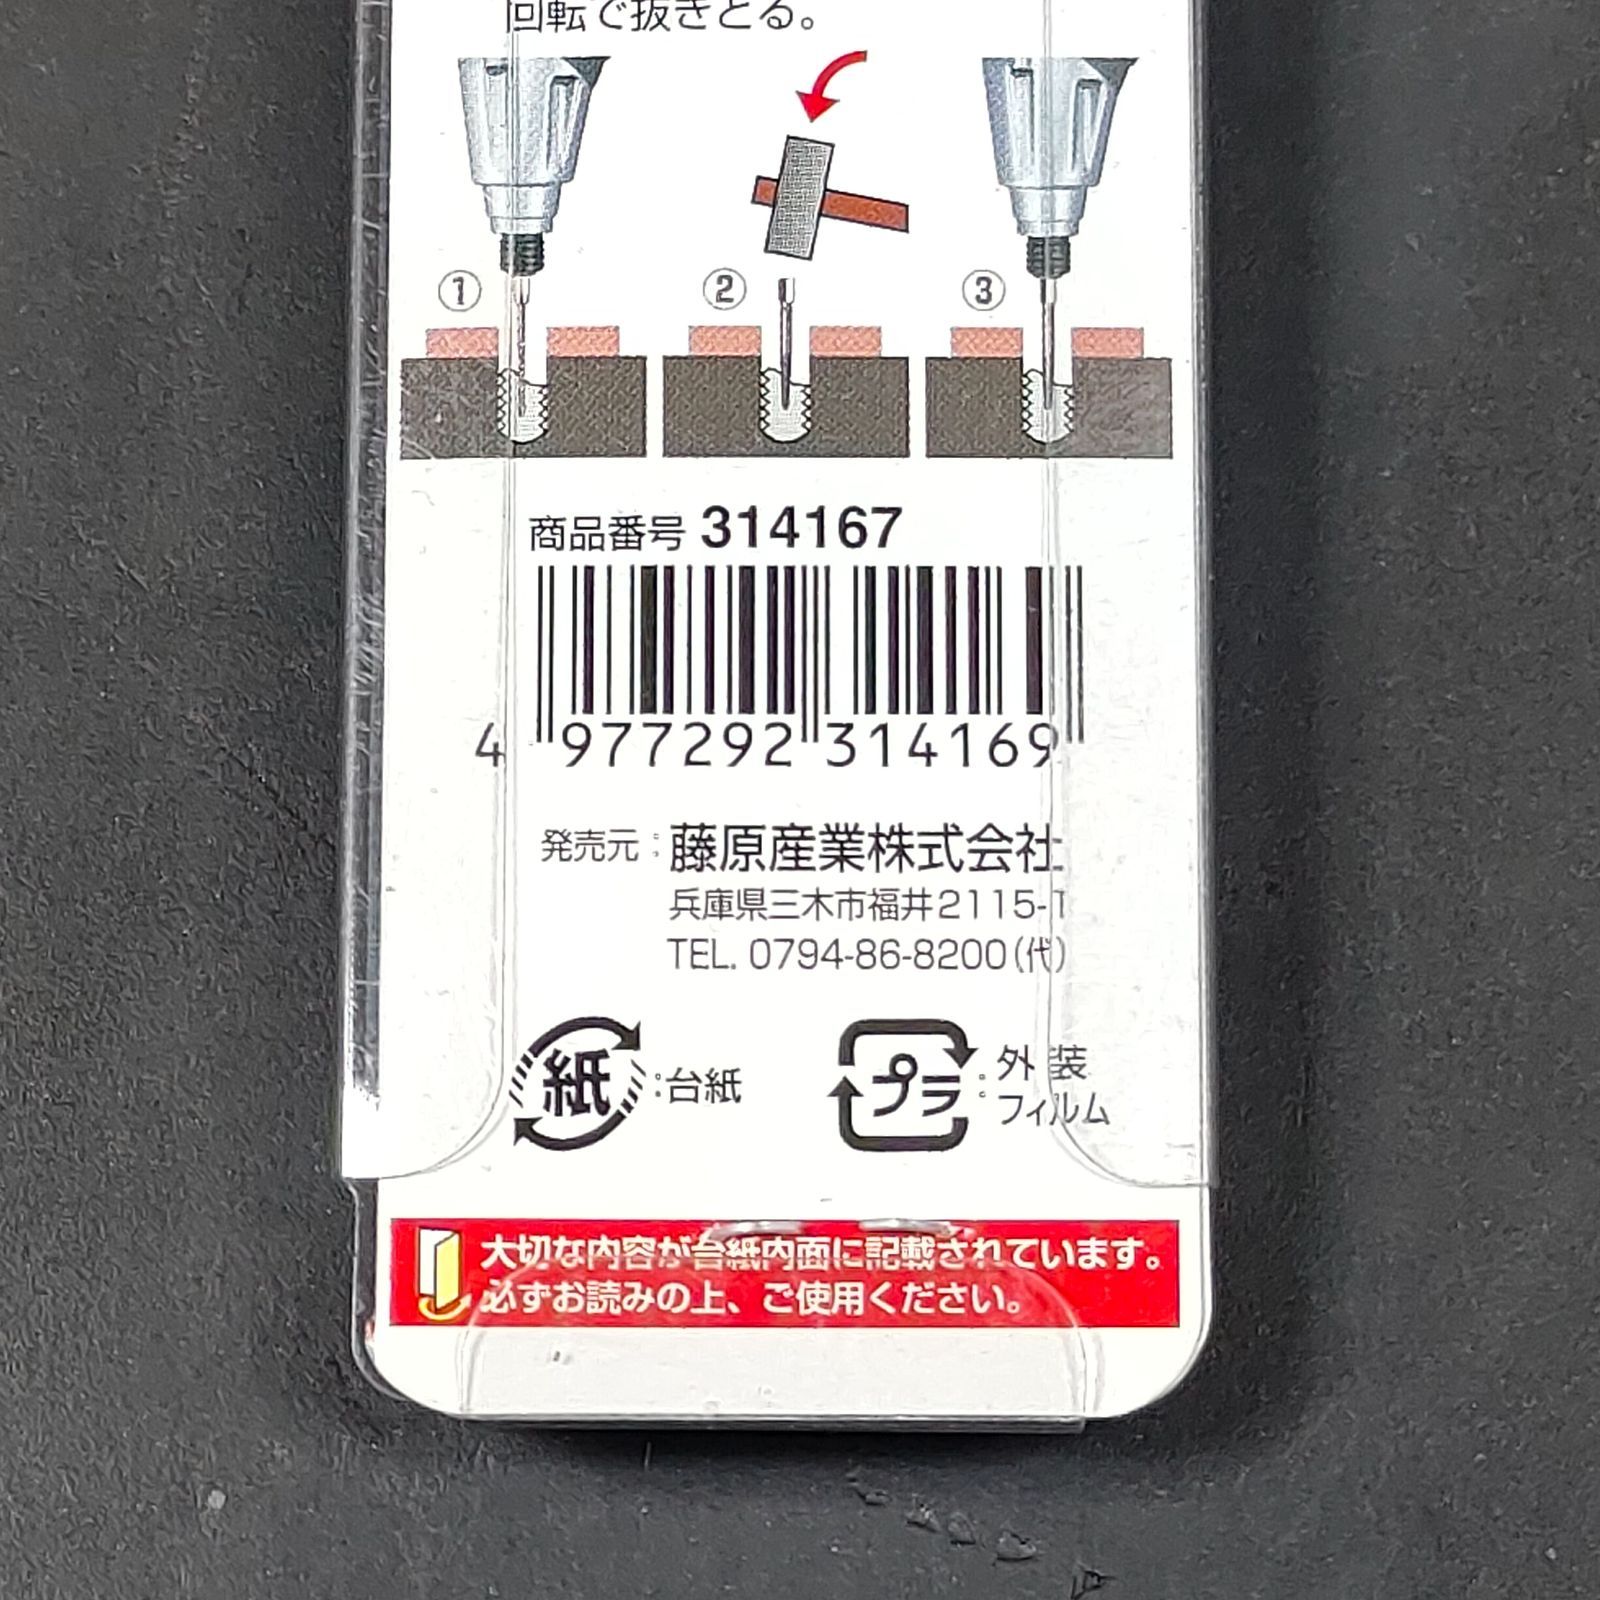 回転で抜きとる。
① ② ③
商品番号 314167
4 977292 314169
発売元：藤原産業株式会社
兵庫県三木市福井2115-1
TEL. 0794-86-8200(代)
紙：台紙
プラ：外装
フィルム
大切な内容が台紙内面に記載されています。
必ずお読みの上、ご使用ください。